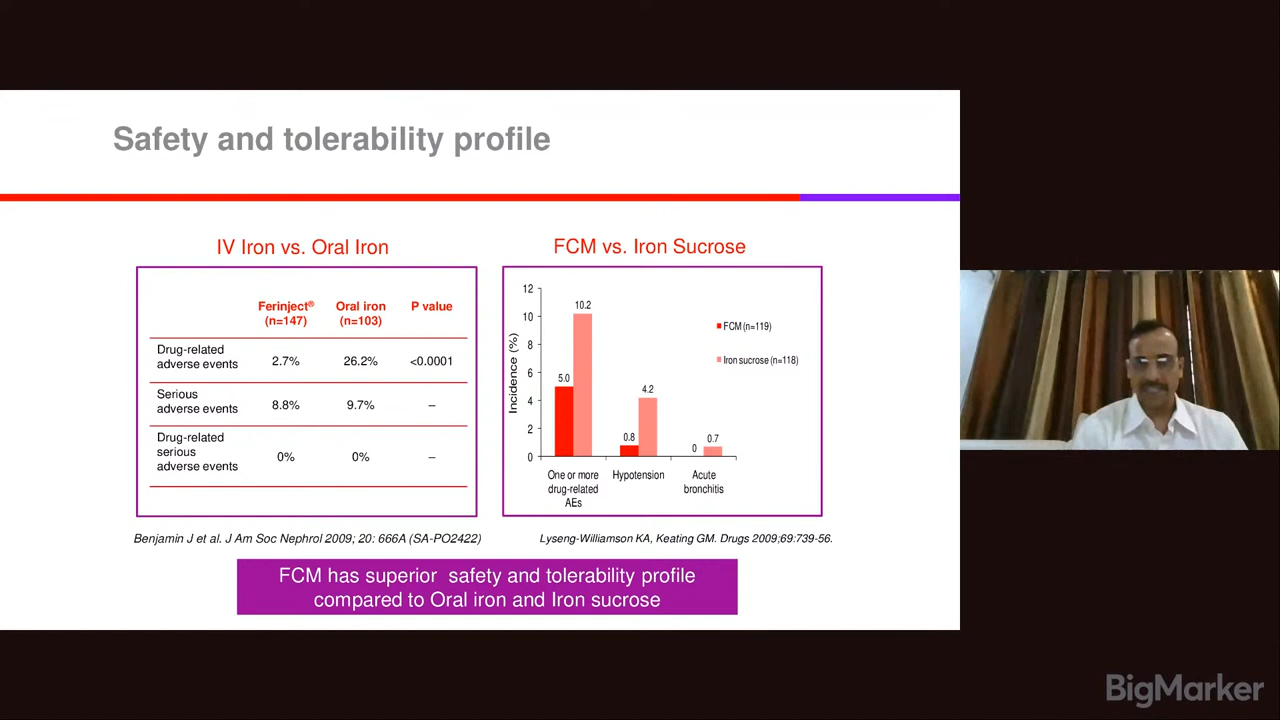 Safety and tolerability profile
IV Iron vs. Oral Iron
Ferinject® Oral iron P value
(n=147) (n=103)
Drug-related
adverse events 2.7% 26.2% <0.0001
Serious
adverse events 8.8% 9.7% –
Drug-related
serious
adverse events 0% 0% –
Benjamin J et al. J Am Soc Nephrol 2009; 20: 666A (SA-PO2422)
FCM vs. Iron Sucrose
Incidence (%)
12
10
8
6
4
2
0
5.0
10.2
0.8
4.2
0
0.7
One or more
drug-related
AEs
Hypotension
Acute
bronchitis
FCM (n=119)
Iron sucrose (n=118)
Lyseng-Williamson KA, Keating GM. Drugs 2009;69:739-56.
FCM has superior safety and tolerability profile
compared to Oral iron and Iron sucrose
BigMarker